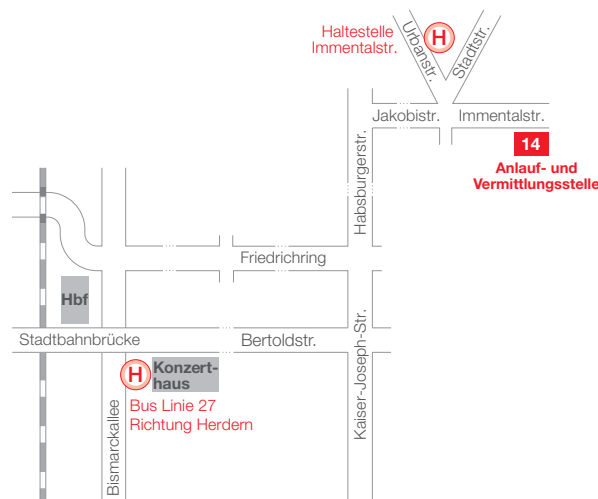 Haltestelle
Immentalstr.
H
Urbanstr.
Stadtstr.
Jakobistr.
Immentalstr.
14
Anlauf- und
Vermittlungsstelle
Habsburgerstr.
Friedrichring
Hbf
Stadtbahnbrücke
Bertoldstr.
H
Konzert-
haus
Bus Linie 27
Richtung Herdern
Bismarckallee
Kaiser-Joseph-Str.